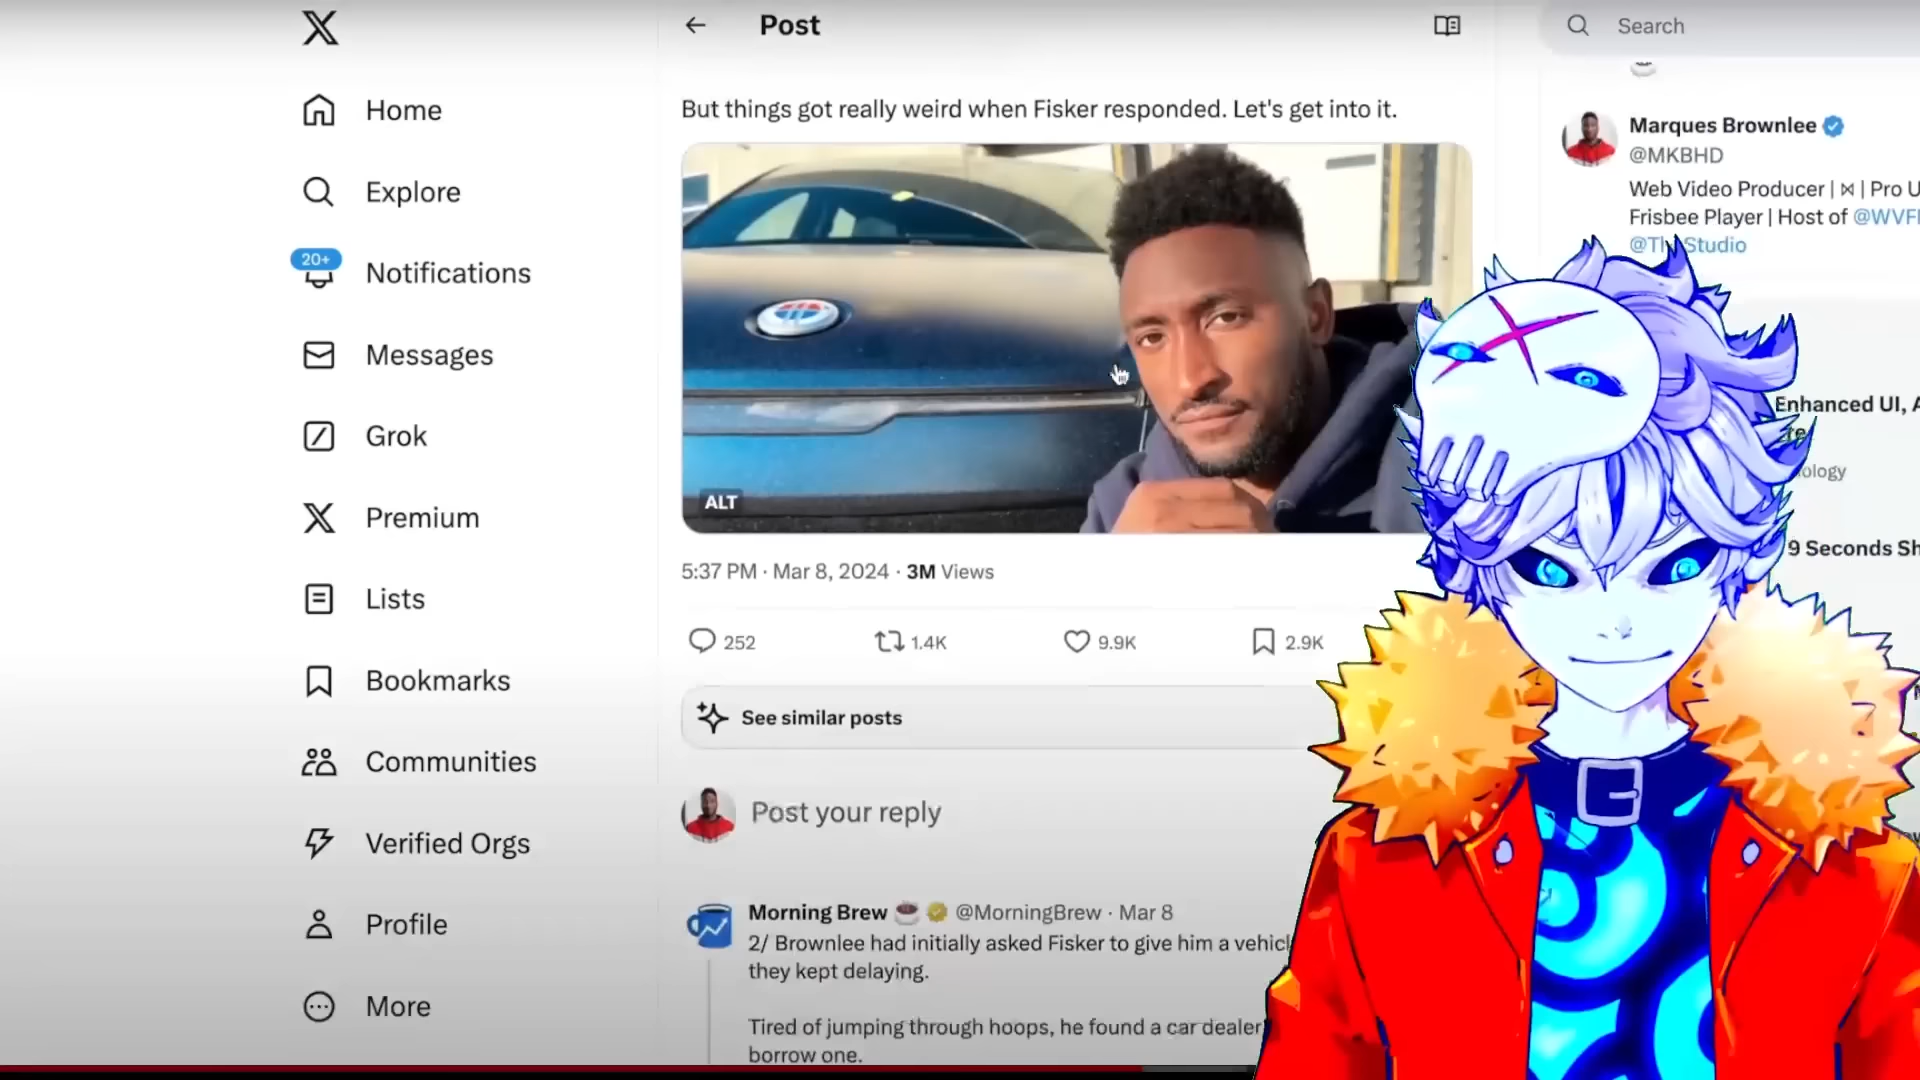 Post
Search
Home
Explore
20+
Notifications
Messages
Grok
Premium
Lists
Bookmarks
Communities
Verified Orgs
Profile
More
But things got really weird when Fisker responded. Let's get into it.
ALT
5:37 PM · Mar 8, 2024 · 3M Views
252
1.4K
9.9K
2.9K
See similar posts
Post your reply
Morning Brew @MorningBrew · Mar 8
2/ Brownlee had initially asked Fisker to give him a
they kept delaying.
Tired of jumping through hoops, he found a car dealer
borrow one.
Marques Brownlee
@MKBHD
Web Video Producer | ⋈ | Pro
Frisbee Player | Host of
Studio
Enhanced UI,
9 Seconds